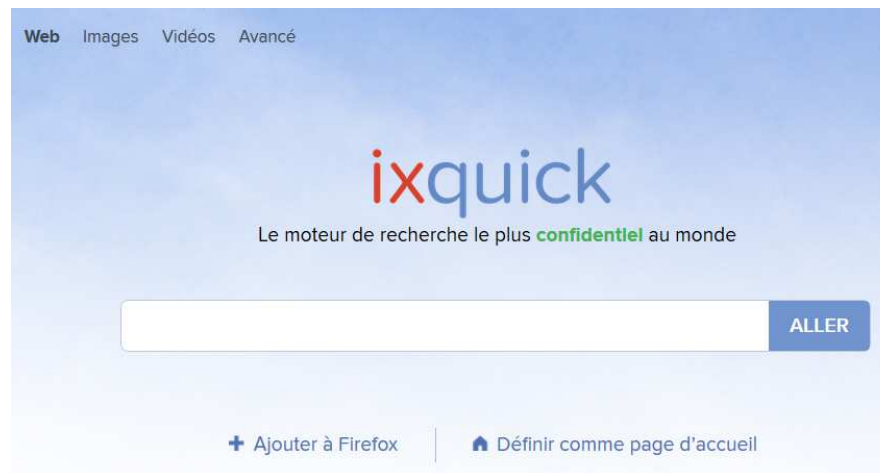 Web Images Vidéos Avancé
ixquick
Le moteur de recherche le plus confidentiel au monde
ALLER
Ajouter à Firefox Définir comme page d'accueil